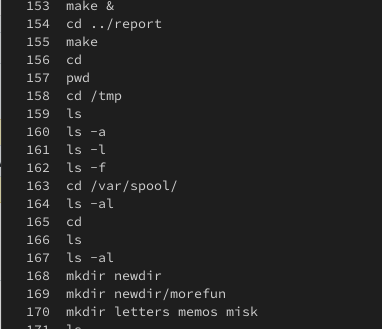 153 make &
154 cd ../report
155 make
156 cd
157 pwd
158 cd /tmp
159 ls
160 ls -a
161 ls -l
162 ls -f
163 cd /var/spool/
164 ls -al
165 cd
166 ls
167 ls -al
168 mkdir newdir
169 mkdir newdir/morefun
170 mkdir letters memos misk
171 ls